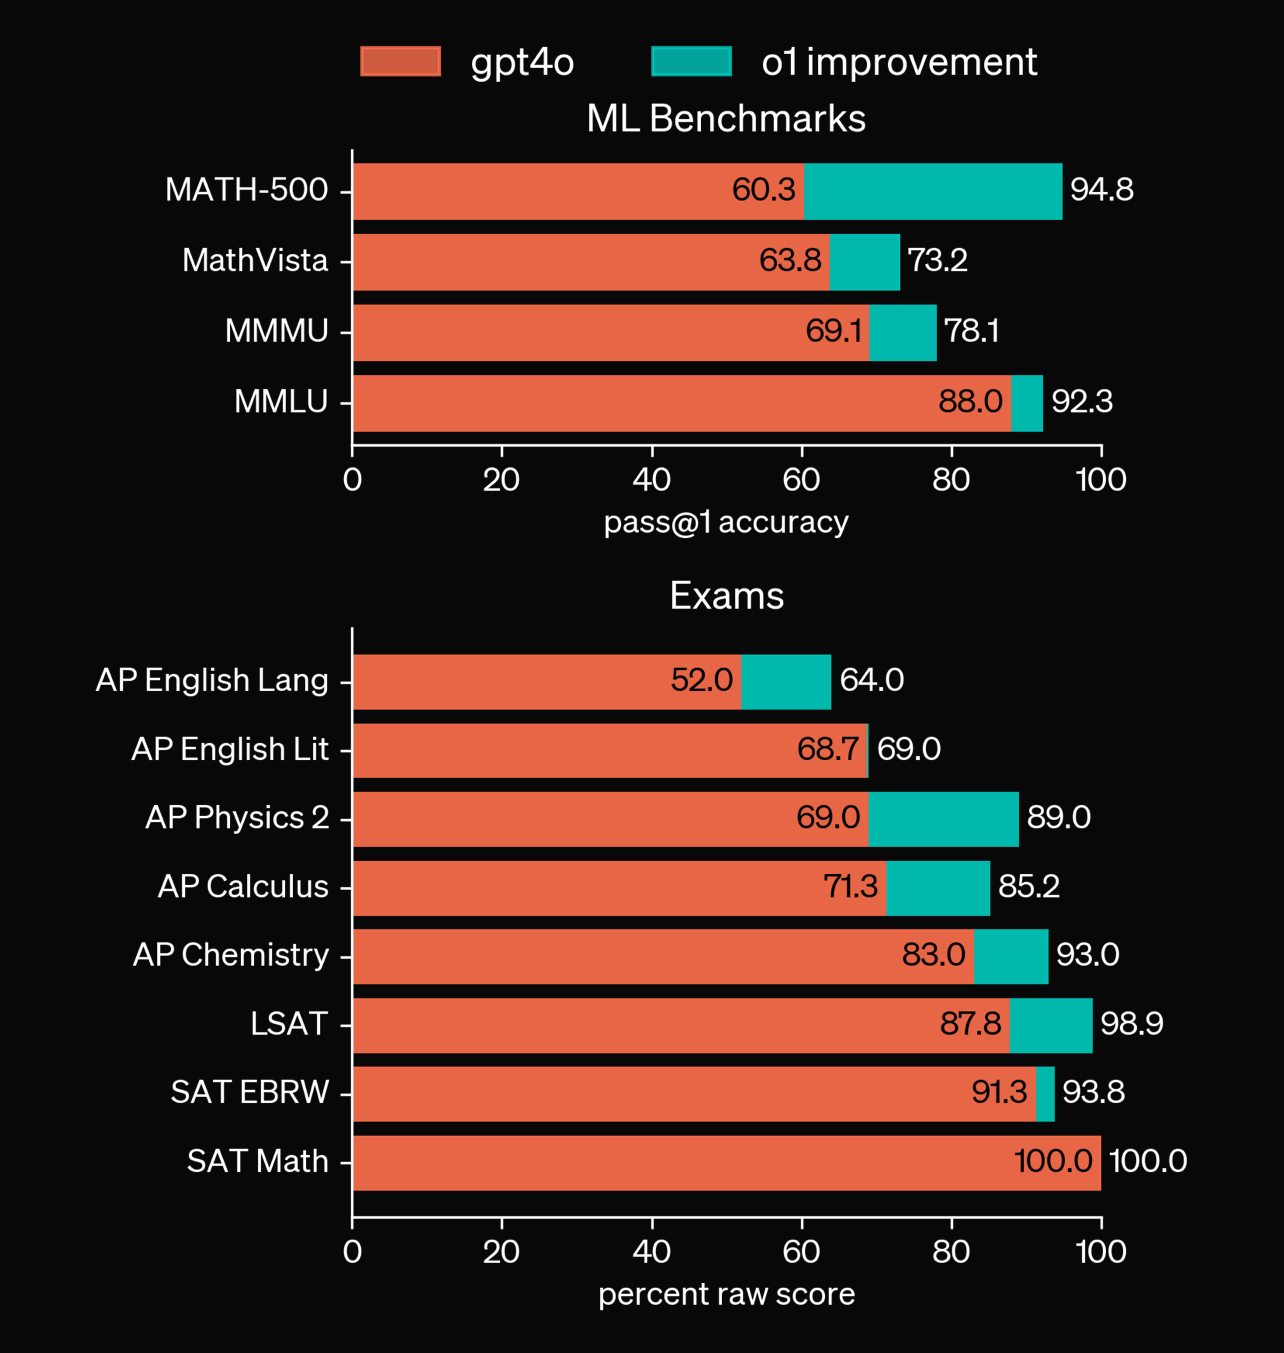 gpt4o o1 improvement
ML Benchmarks
MATH-500 60.3 94.8
MathVista 63.8 73.2
MMMU 69.1 78.1
MMLU 88.0 92.3
0 20 40 60 80 100
pass@1 accuracy
Exams
AP English Lang 52.0 64.0
AP English Lit 68.7 69.0
AP Physics 2 69.0 89.0
AP Calculus 71.3 85.2
AP Chemistry 83.0 93.0
LSAT 87.8 98.9
SAT EBRW 91.3 93.8
SAT Math 100.0 100.0
0 20 40 60 80 100
percent raw score